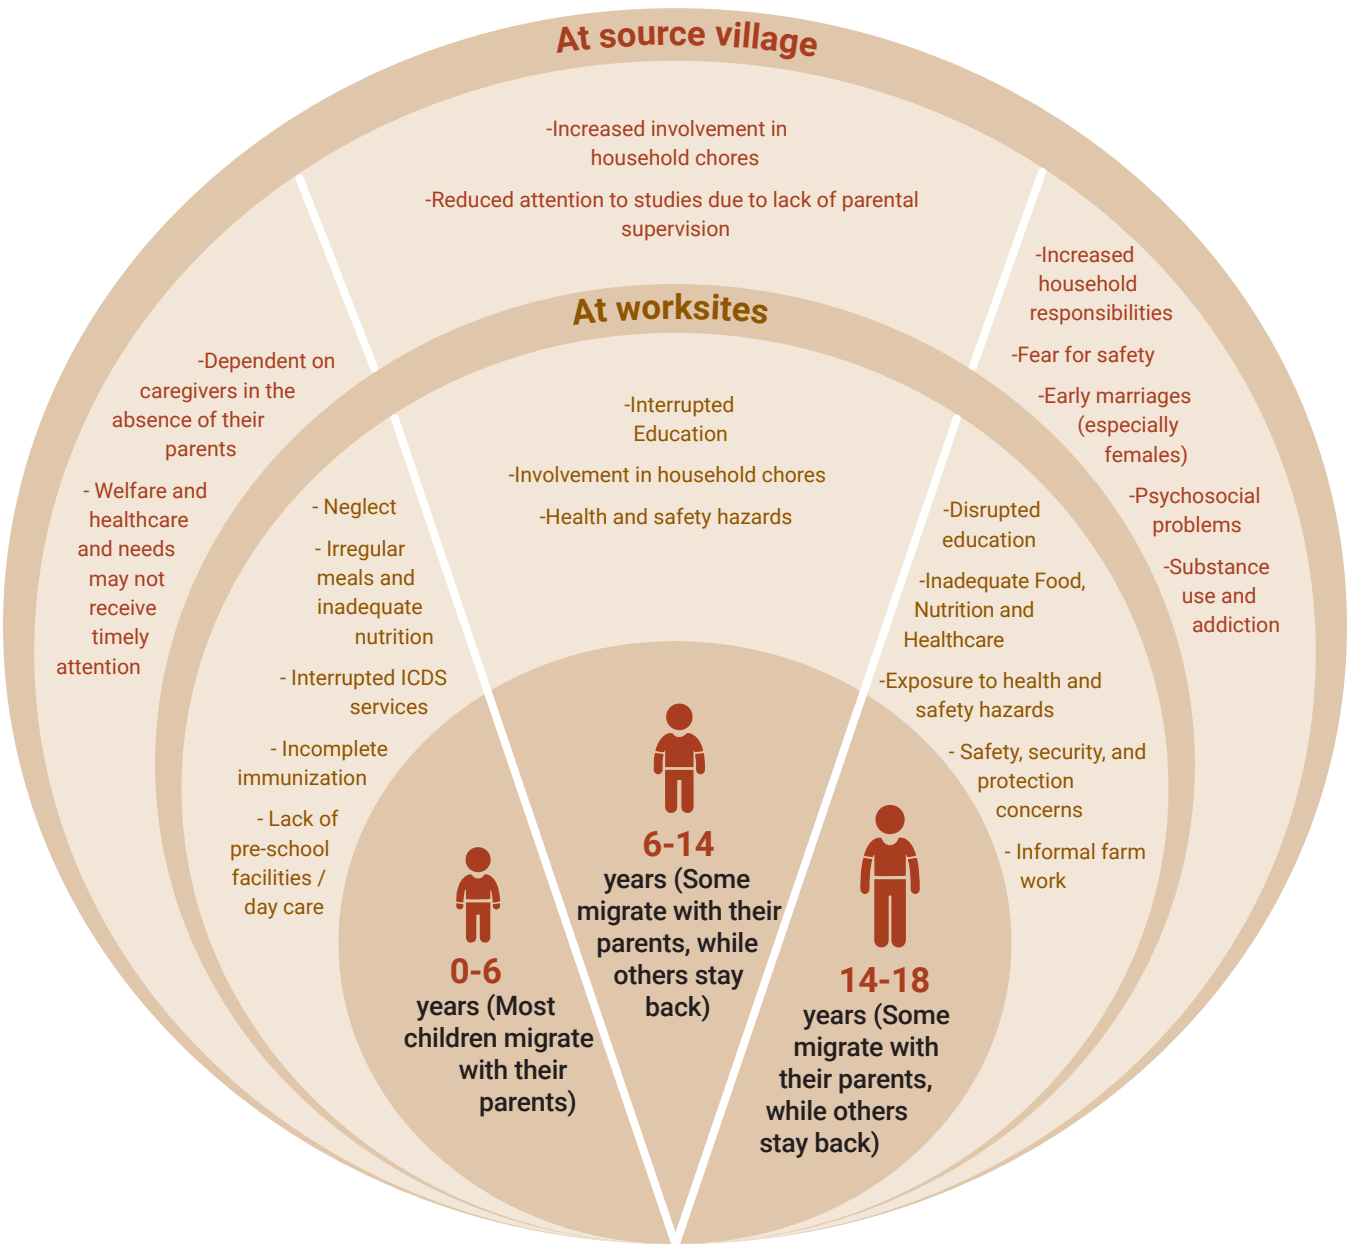 At source village
-Increased involvement in
household chores
-Reduced attention to studies due to lack of parental
supervision
-Dependent on
caregivers in the
absence of their
parents
- Welfare and
healthcare
and needs
may not
receive
timely
attention
-Increased
household
responsibilities
-Fear for safety
-Early marriages
(especially
females)
-Psychosocial
problems
-Substance
use and
addiction
At worksites
- Neglect
- Irregular
meals and
inadequate
nutrition
- Interrupted ICDS
services
- Incomplete
immunization
- Lack of
pre-school
facilities /
day care
-Interrupted
Education
-Involvement in household chores
-Health and safety hazards
-Disrupted
education
-Inadequate Food,
Nutrition and
Healthcare
-Exposure to health and
safety hazards
- Safety, security, and
protection
concerns
- Informal farm
work
0-6
years (Most
children migrate
with their
parents)
6-14
years (Some
migrate with their
parents, while
others stay
back)
14-18
years (Some
migrate with
their parents,
while others
stay back)